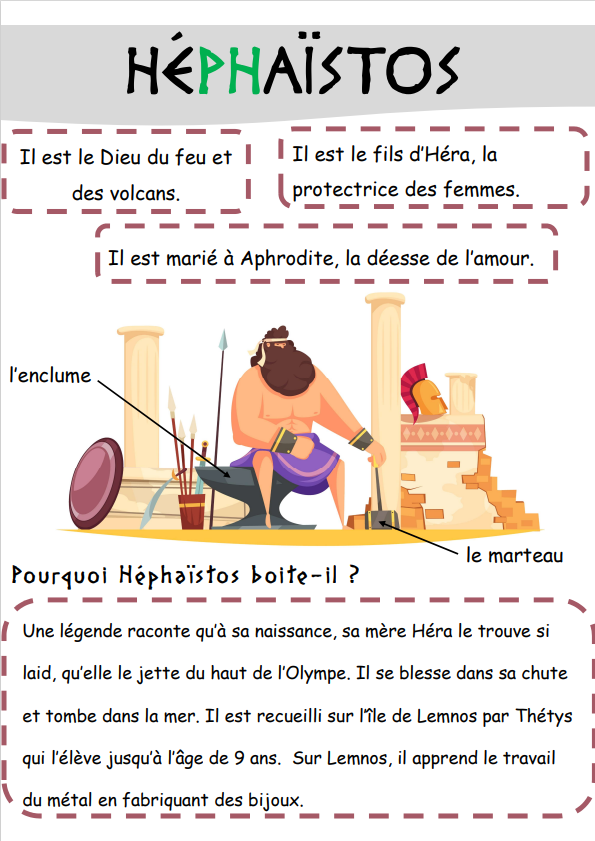 HÉPHAÏSTOS
Il est le Dieu du feu et
des volcans.
Il est le fils d’Héra, la
protectrice des femmes.
Il est marié à Aphrodite, la déesse de l’amour.
l’enclume
le marteau
Pourquoi Héphaïstos boite-il ?
Une légende raconte qu’à sa naissance, sa mère Héra le trouve si
laid, qu’elle le jette du haut de l’Olympe. Il se blesse dans sa chute
et tombe dans la mer. Il est recueilli sur l’île de Lemnos par Thétys
qui l’élève jusqu’à l’âge de 9 ans.  Sur Lemnos, il apprend le travail
du métal en fabriquant des bijoux.